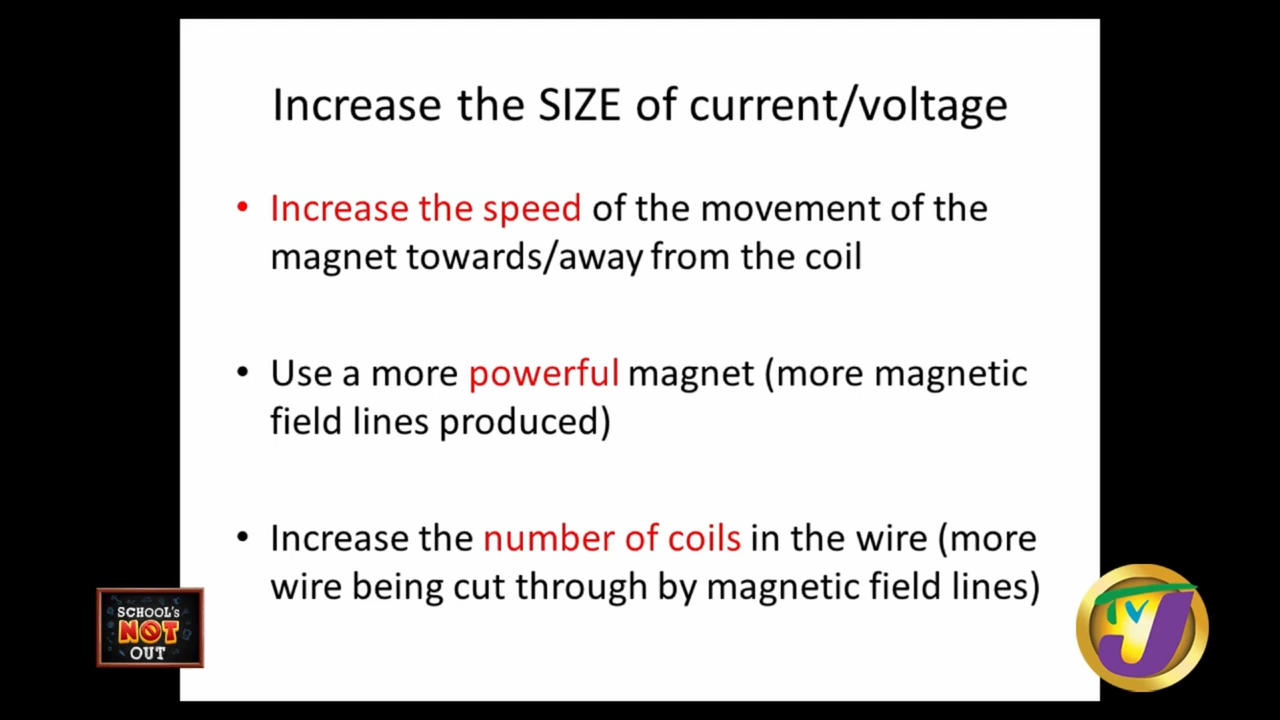 Increase the SIZE of current/voltage
• Increase the speed of the movement of the
magnet towards/away from the coil
• Use a more powerful magnet (more magnetic
field lines produced)
• Increase the number of coils in the wire (more
wire being cut through by magnetic field lines)
SCHOOL's
NOT
OUT
TVJ